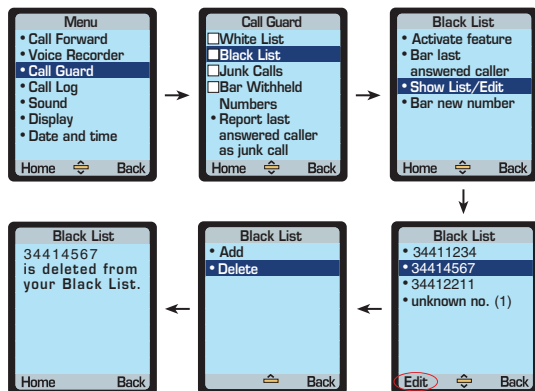 Menu
• Call Forward
• Voice Recorder
• Call Guard
• Call Log
• Sound
• Display
• Date and time
Home Back
Call Guard
White List
Black List
Junk Calls
Bar Withheld
Numbers
• Report last
answered caller
as junk call
Home Back
Black List
• Activate feature
• Bar last
answered caller
• Show List/Edit
• Bar new number
Home Back
Black List
• 34411234
• 34414567
• 34412211
• unknown no. (1)
Edit Back
Black List
• Add
• Delete
Back
Black List
34414567
is deleted from
your Black List.
Home Back